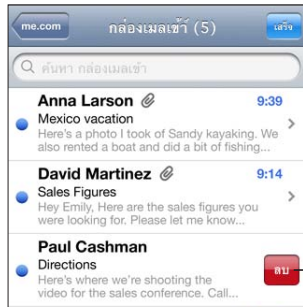 me.com
กล่องเมลเข้า (5)
เสร็จ
ค้นหา กล่องเมลเข้า
Anna Larson 9:39
Mexico vacation
Here's a photo I took of Sandy kayaking. We
also rented a boat and did a bit of fishing...
David Martinez 9:14
Sales Figures
Hey Emily, Here are the sales figures you
were looking for. Please let me know...
Paul Cashman
Directions
ลบ
Here's where we're shooting the
video for the sales conference. Call...